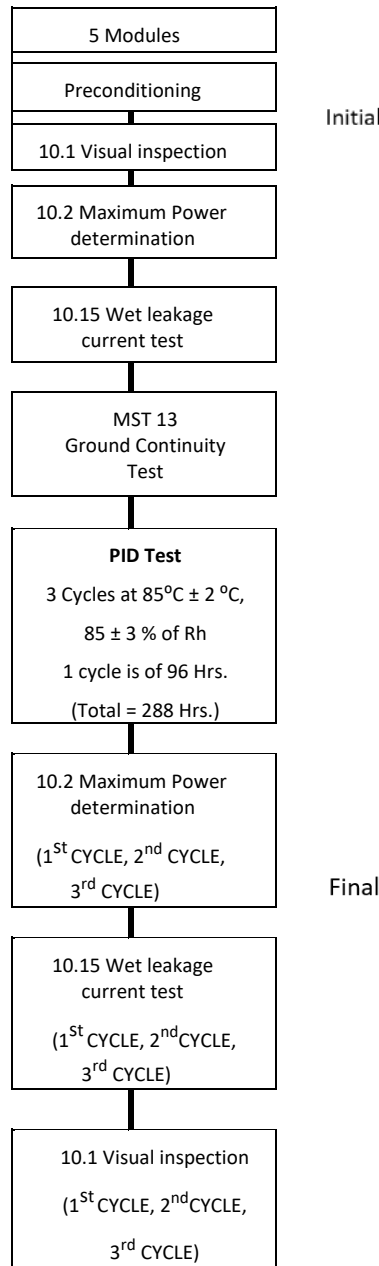 5 Modules
Preconditioning
Initial
10.1 Visual inspection
10.2 Maximum Power
determination
10.15 Wet leakage
current test
MST 13
Ground Continuity
Test
PID Test
3 Cycles at 85⁰C ± 2 ⁰C,
85 ± 3 % of Rh
1 cycle is of 96 Hrs.
(Total = 288 Hrs.)
10.2 Maximum Power
determination
(1st CYCLE, 2nd CYCLE,
3rd CYCLE)
Final
10.15 Wet leakage
current test
(1st CYCLE, 2ndCYCLE,
3rd CYCLE)
10.1 Visual inspection
(1st CYCLE, 2ndCYCLE,
3rd CYCLE)